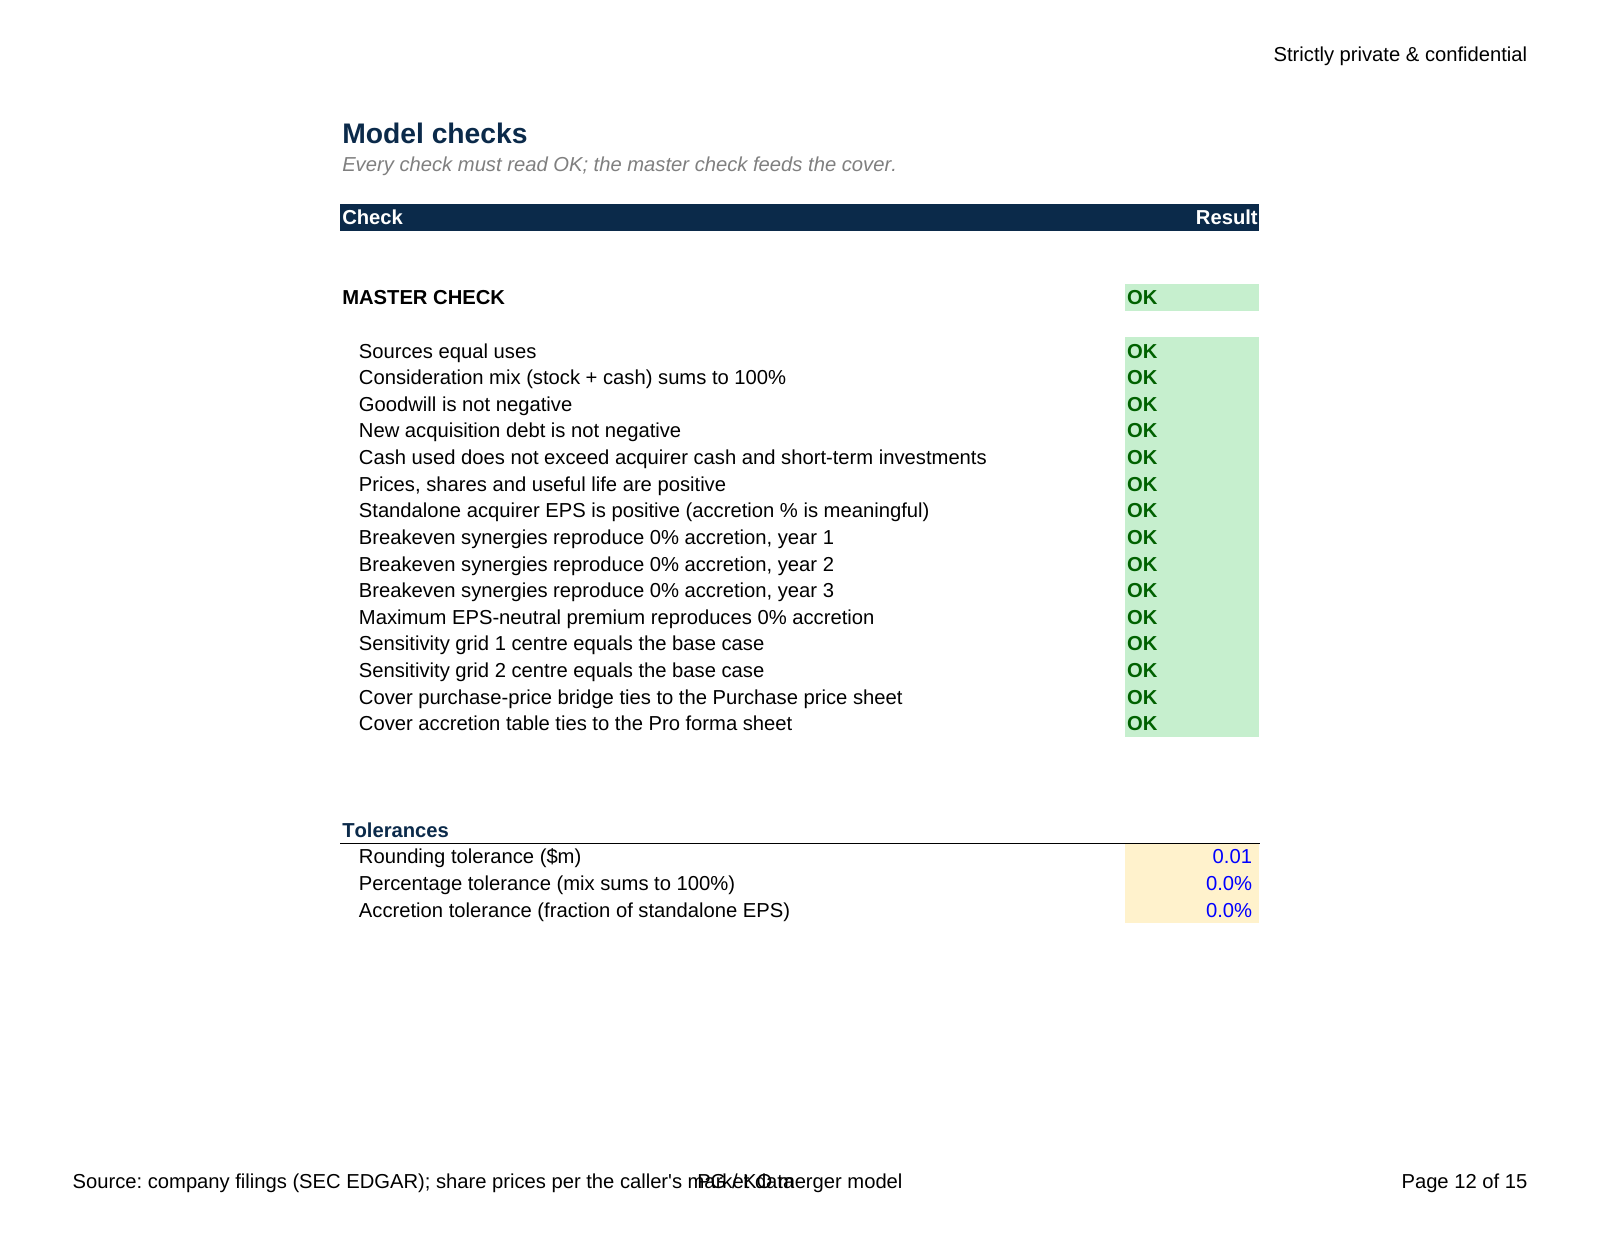 Strictly private & confidential
Model checks
Every check must read OK; the master check feeds the cover.
Check Result
MASTER CHECK OK
Sources equal uses OK
Consideration mix (stock + cash) sums to 100% OK
Goodwill is not negative OK
New acquisition debt is not negative OK
Cash used does not exceed acquirer cash and short-term investments OK
Prices, shares and useful life are positive OK
Standalone acquirer EPS is positive (accretion % is meaningful) OK
Breakeven synergies reproduce 0% accretion, year 1 OK
Breakeven synergies reproduce 0% accretion, year 2 OK
Breakeven synergies reproduce 0% accretion, year 3 OK
Maximum EPS-neutral premium reproduces 0% accretion OK
Sensitivity grid 1 centre equals the base case OK
Sensitivity grid 2 centre equals the base case OK
Cover purchase-price bridge ties to the Purchase price sheet OK
Cover accretion table ties to the Pro forma sheet OK
Tolerances
Rounding tolerance ($m) 0.01
Percentage tolerance (mix sums to 100%) 0.0%
Accretion tolerance (fraction of standalone EPS) 0.0%
Source: company filings (SEC EDGAR); share prices per the caller's market data PG / KO merger model Page 12 of 15